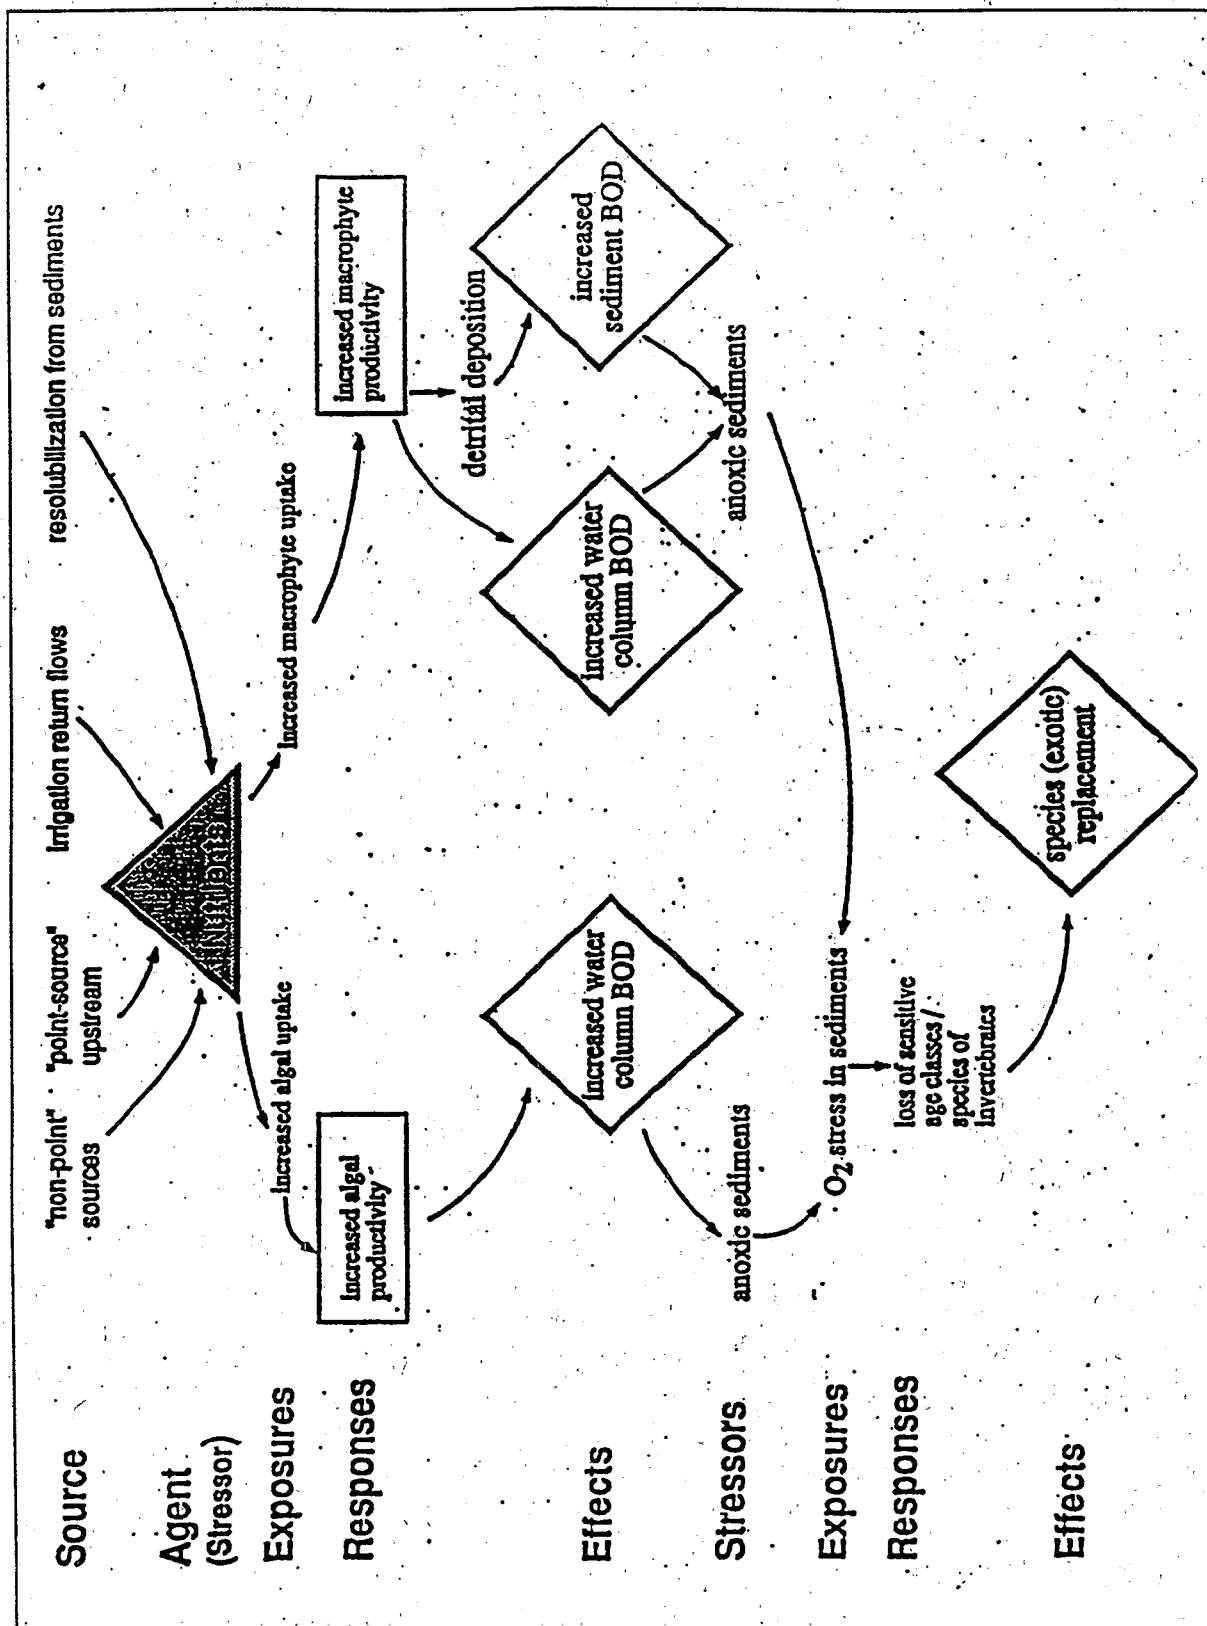 Source
"non-point"
sources
"point-source"
upstream
irrigation return flows
resolubilization from sediments
Agent
(Stressor)
Nutrients
Exposures
increased algal uptake
increased macrophyte uptake
Responses
increased algal
productivity
increased macrophyte
productivity
detrital deposition
Effects
increased water
column BOD
increased water
column BOD
increased
sediment BOD
Stressors
anoxic sediments
anoxic sediments
Exposures
O2 stress in sediments
Responses
loss of sensitive
age classes /
species of
invertebrates
Effects
species (exotic)
replacement